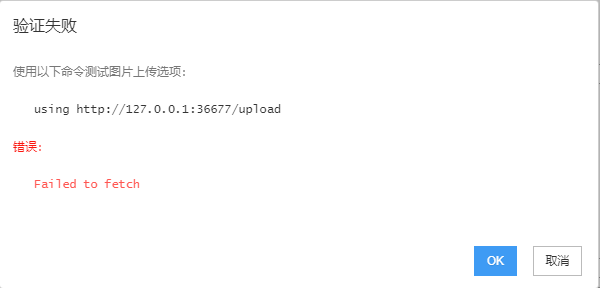 验证失败
使用以下命令测试图片上传选项:
using http://127.0.0.1:36677/upload
错误:
Failed to fetch
OK
取消